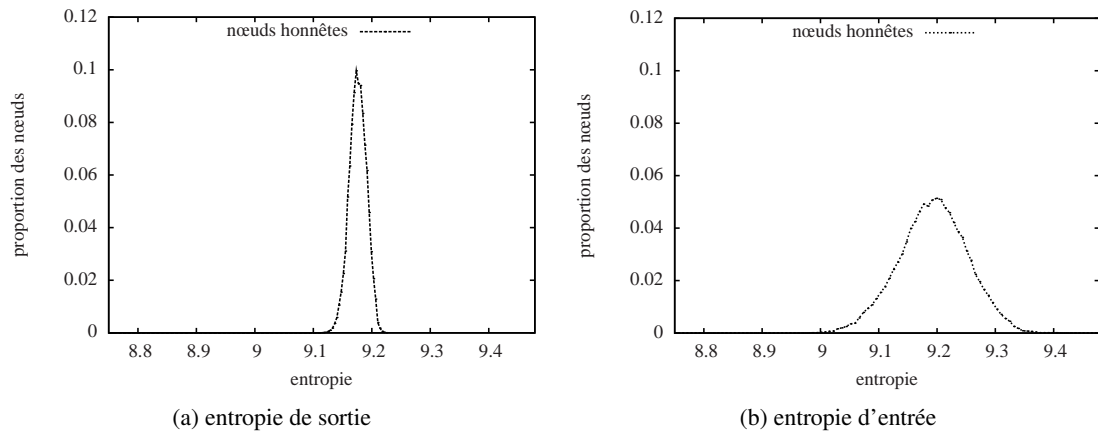 0.12
nœuds honnêtes
0.1
0.08
0.06
0.04
0.02
0
proportion des nœuds
8.8 8.9 9 9.1 9.2 9.3 9.4
entropie
(a) entropie de sortie
0.12
nœuds honnêtes
0.1
0.08
0.06
0.04
0.02
0
proportion des nœuds
8.8 8.9 9 9.1 9.2 9.3 9.4
entropie
(b) entropie d'entrée